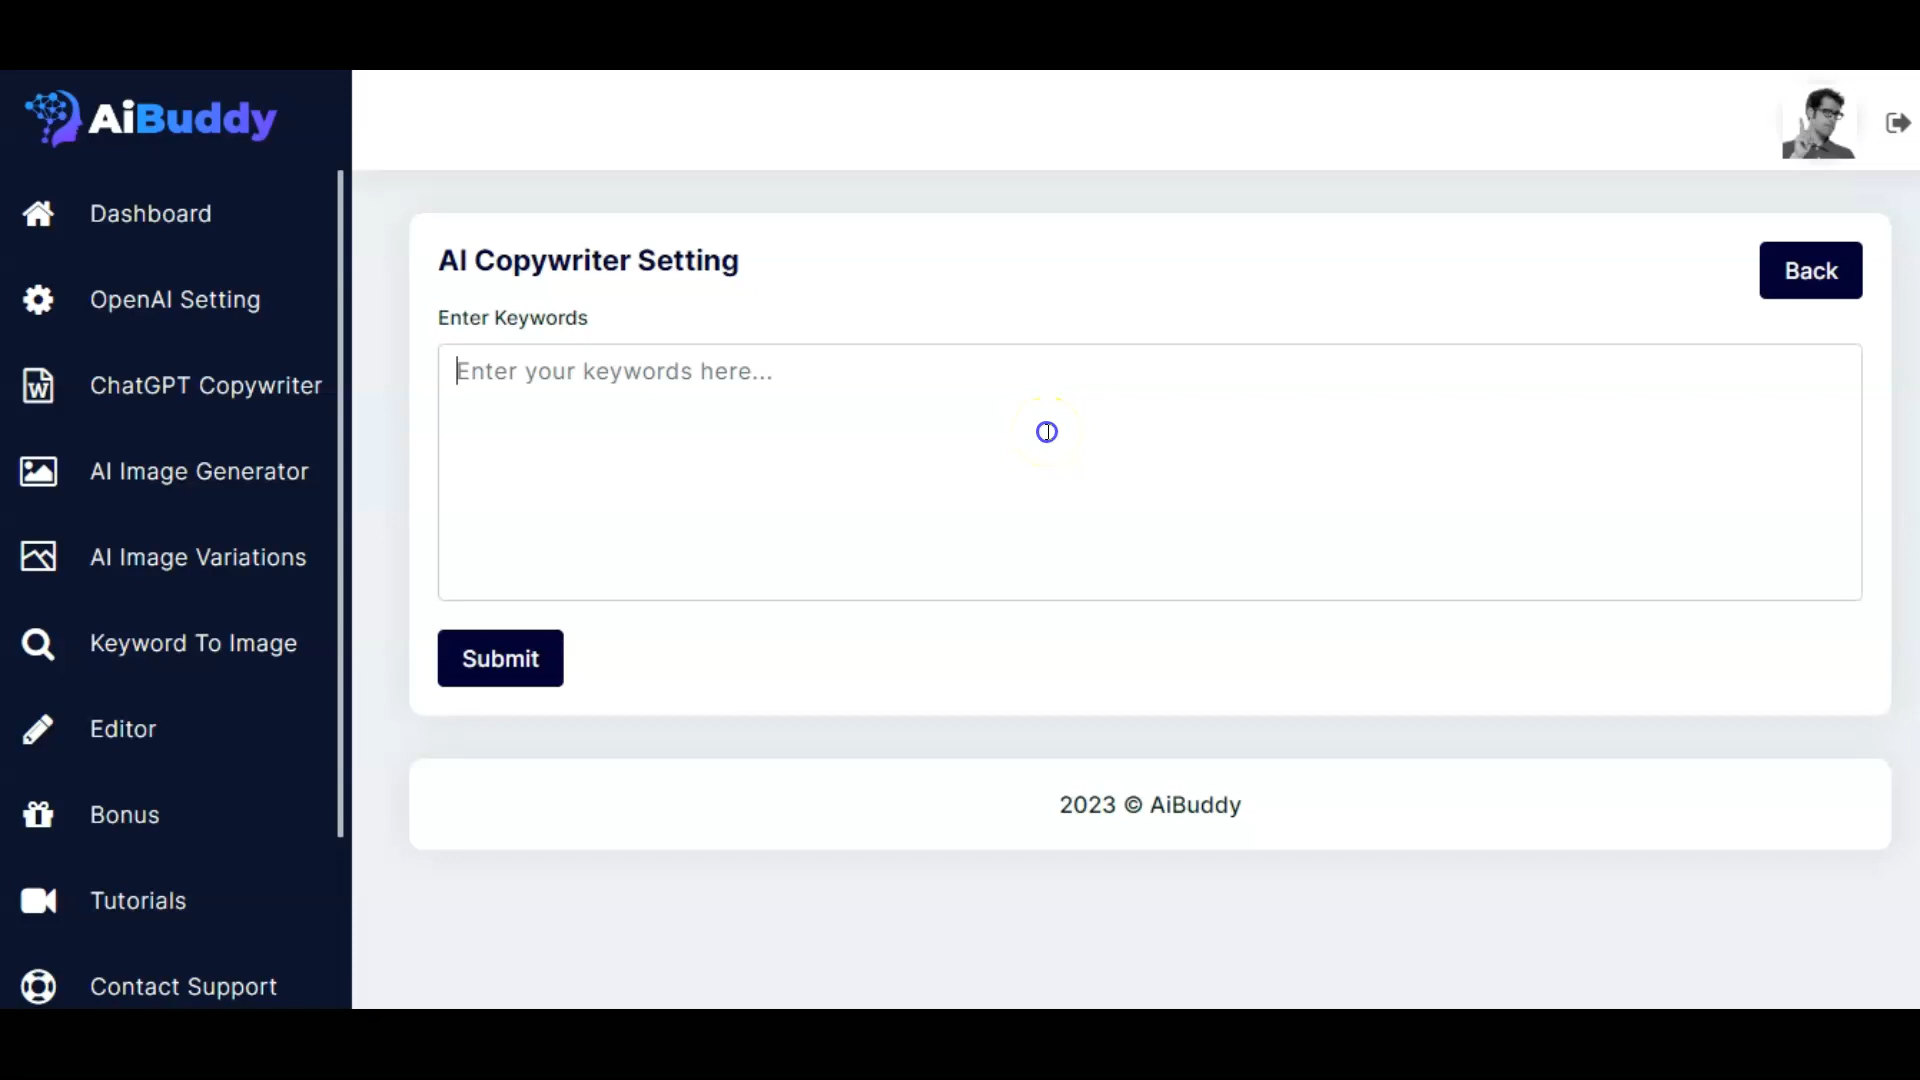 AiBuddy
Dashboard
OpenAI Setting
ChatGPT Copywriter
AI Image Generator
AI Image Variations
Keyword To Image
Editor
Bonus
Tutorials
Contact Support
AI Copywriter Setting
Back
Enter Keywords
Enter your keywords here...
Submit
2023 © AiBuddy